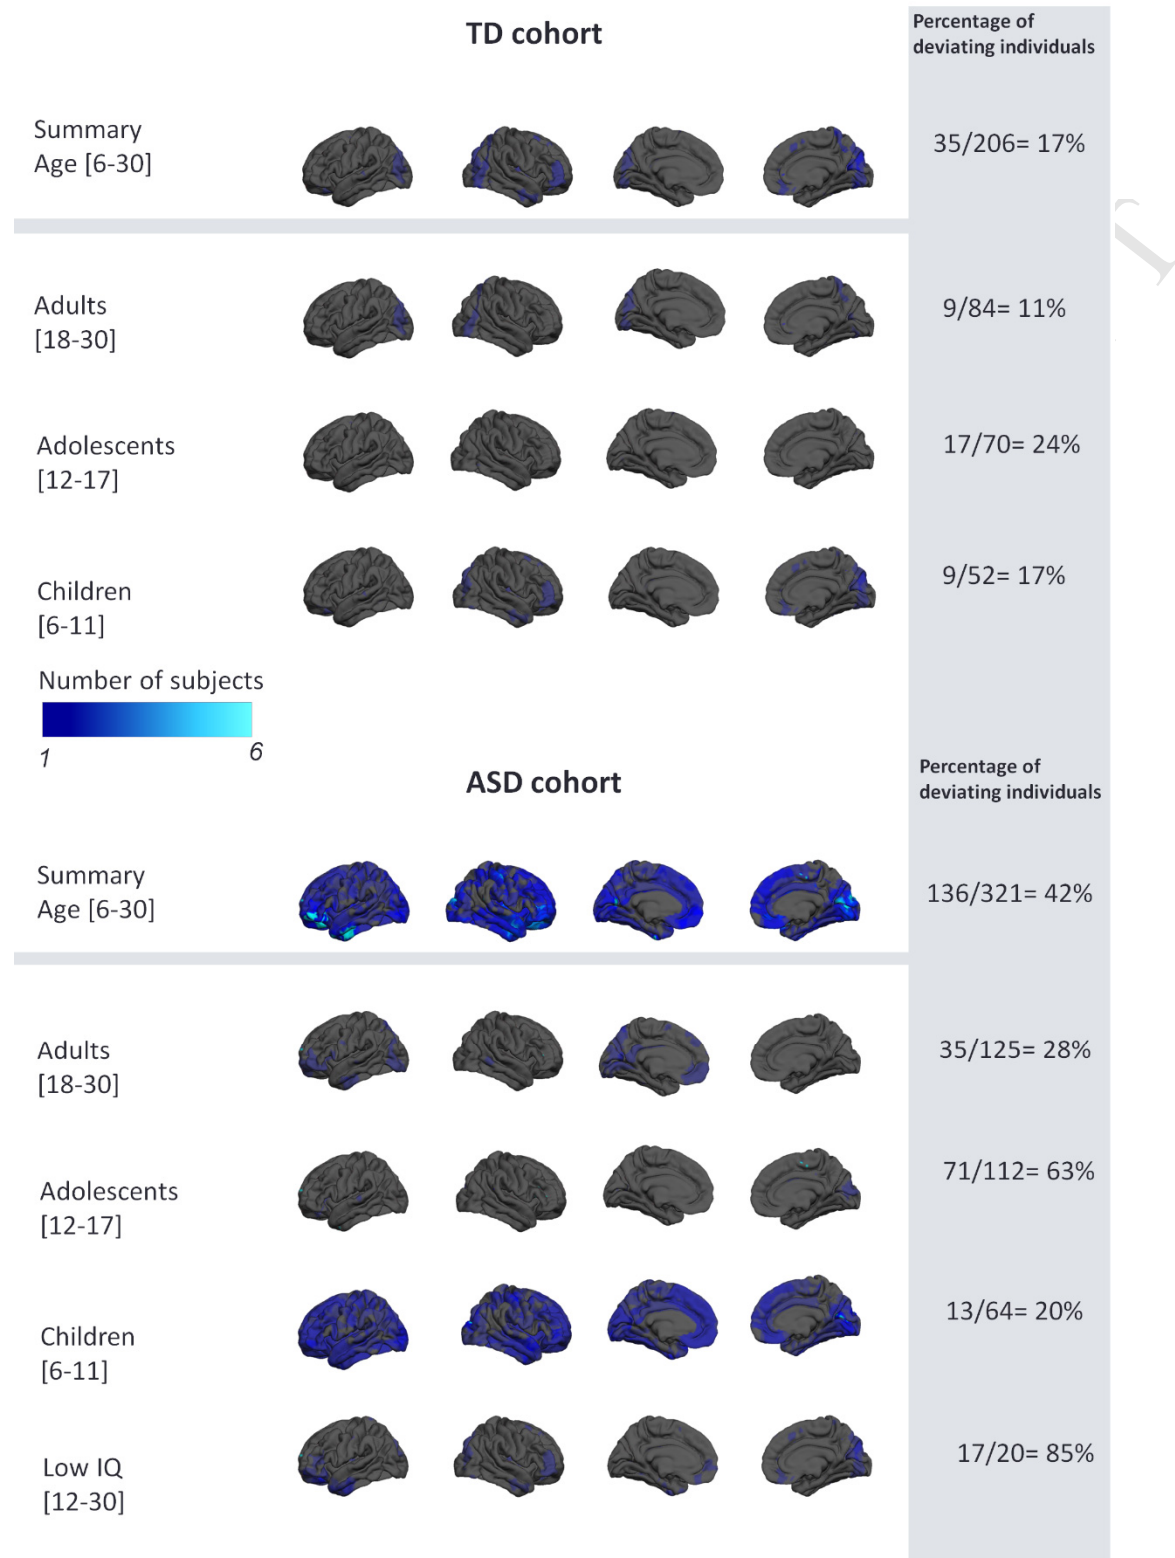 TD cohort
Percentage of
deviating individuals
Summary
Age [6-30]
35/206= 17%
Adults
[18-30]
9/84= 11%
Adolescents
[12-17]
17/70= 24%
Children
[6-11]
9/52= 17%
Number of subjects
1
6
ASD cohort
Percentage of
deviating individuals
Summary
Age [6-30]
136/321= 42%
Adults
[18-30]
35/125= 28%
Adolescents
[12-17]
71/112= 63%
Children
[6-11]
13/64= 20%
Low IQ
[12-30]
17/20= 85%